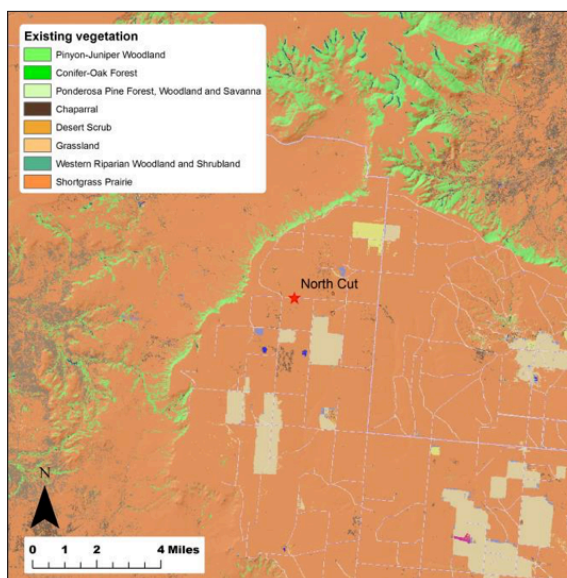 Existing vegetation
Pinyon-Juniper Woodland
Conifer-Oak Forest
Ponderosa Pine Forest, Woodland and Savanna
Chaparral
Desert Scrub
Grassland
Western Riparian Woodland and Shrubland
Shortgrass Prairie
North Cut
N
0 1 2 4 Miles